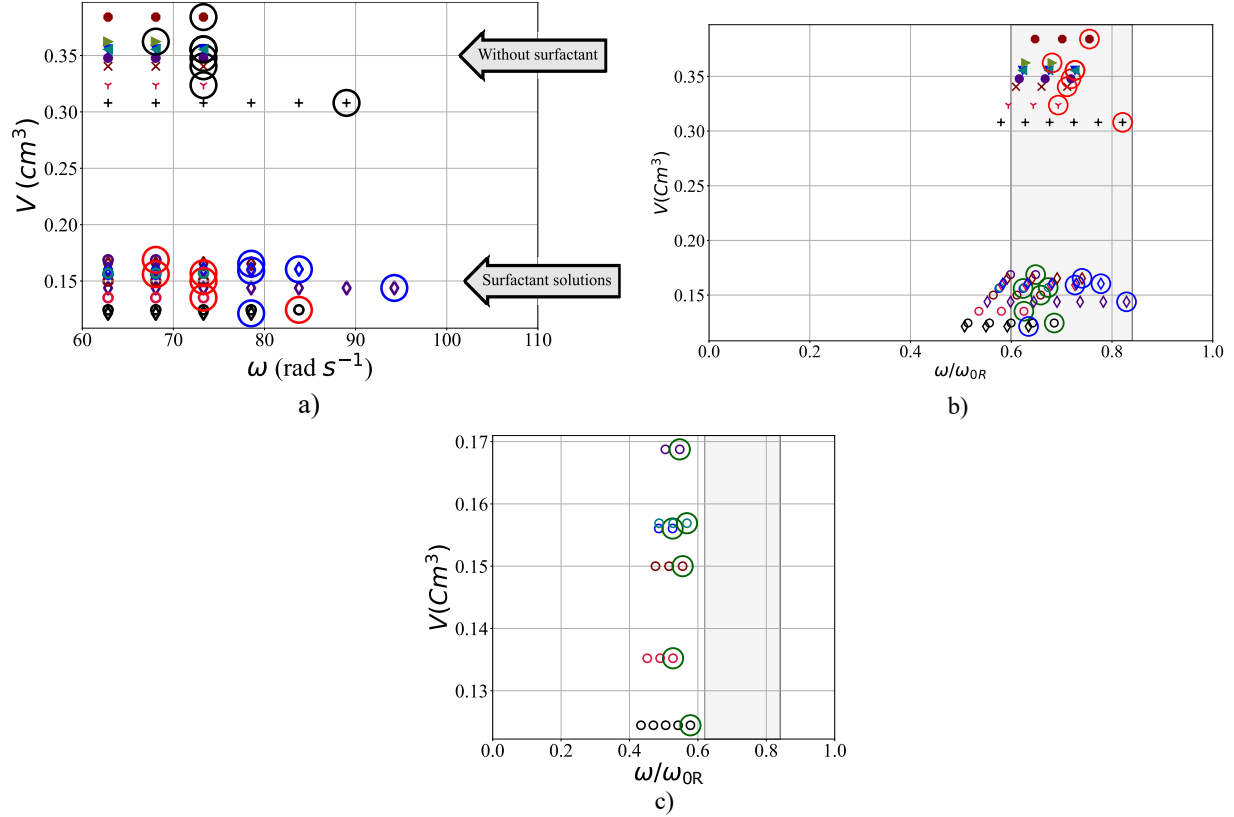 V (cm³)
0.35
0.30
0.25
0.20
0.15
60 70 80 90 100 110
ω (rad s⁻¹)
Without surfactant
Surfactant solutions
a)
V(Cm³)
0.35
0.30
0.25
0.20
0.15
0.0 0.2 0.4 0.6 0.8 1.0
ω/ω0R
b)
V(Cm³)
0.17
0.16
0.15
0.14
0.13
0.0 0.2 0.4 0.6 0.8 1.0
ω/ω0R
c)